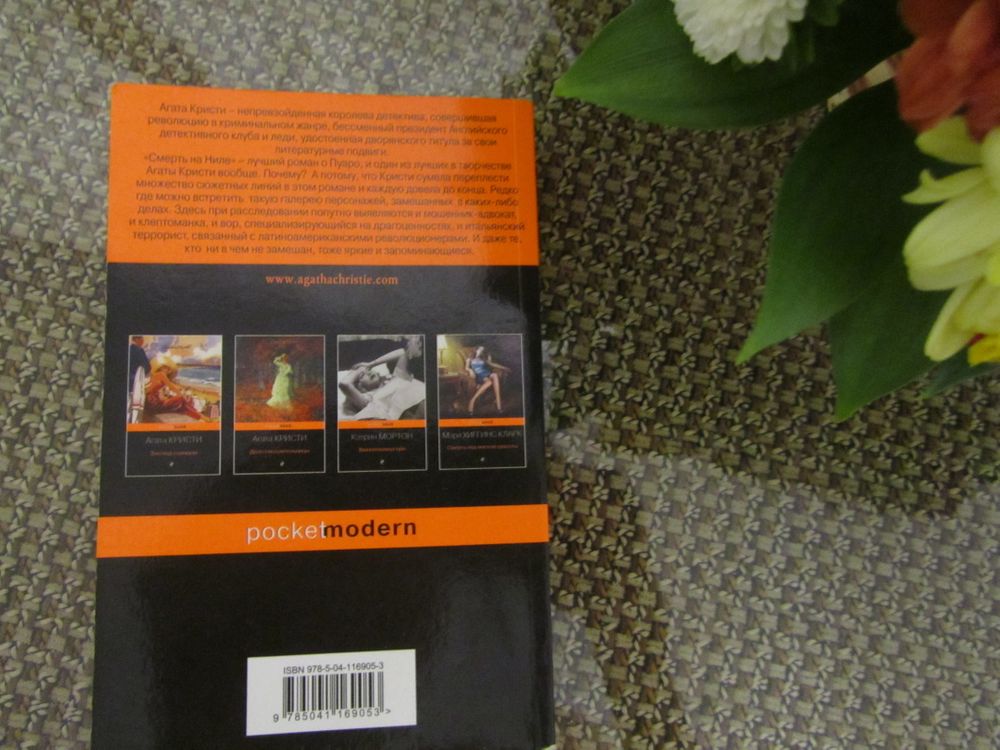 Агата Кристи – непревзойденная королева детектива, совершившая
революцию в криминальном жанре, бессменный президент Английского
детективного клуба и леди, удостоенная дворянского титула за свои
литературные подвиги.
«Смерть на Ниле» – лучший роман о Пуаро, и один из лучших в творчестве
Агаты Кристи вообще. Почему? А потому, что Кристи сумела переплести
множество сюжетных линий в этом романе и каждую довела до конца. Редко
где можно встретить такую галерею персонажей, замешанных в каких-либо
делах. Здесь при расследовании попутно выявляются и мошенник-адвокат,
и клептоманка, и вор, специализирующийся на драгоценностях, и итальянский
террорист, связанный с латиноамериканскими революционерами. И даже те,
кто ни в чем не замешан, тоже яркие и запоминающиеся.
www.agathachristie.com
Агата КРИСТИ
Агата КРИСТИ
Кэтрин МОРТОН
Мэри ХИГГИНС КЛАРК
Зло под солнцем
pocketmodern
ISBN 978-5-04-116905-3
9 785041 169053 >